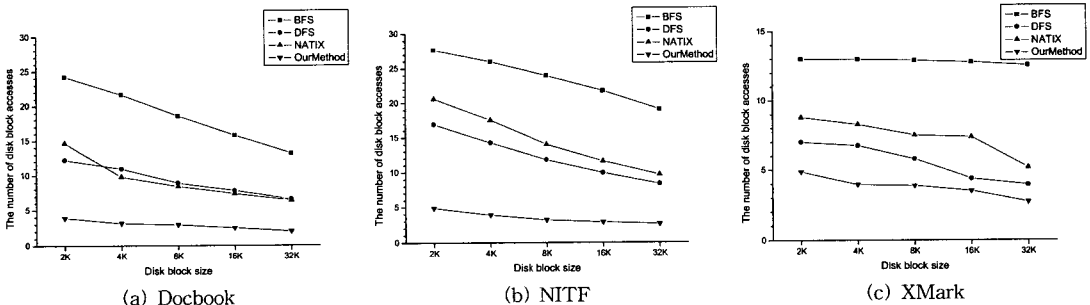 BFS
DFS
NATIX
OurMethod
The number of disk block accesses
30
25
20
15
10
5
0
2K
4K
8K
16K
32K
Disk block size
(a) Docbook
BFS
DFS
NATIX
OurMethod
The number of disk block accesses
30
25
20
15
10
5
0
2K
4K
8K
16K
32K
Disk block size
(b) NITF
BFS
DFS
NATIX
OurMethod
The number of disk block accesses
15
10
5
0
2K
4K
8K
16K
32K
Disk block size
(c) XMark